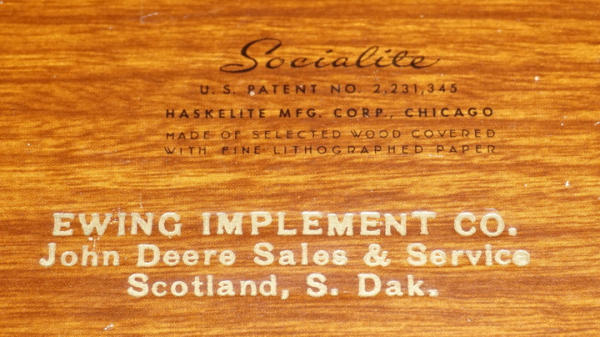 Socialite
U.S. PATENT NO. 2,231,345
HASKELITE MFG. CORP., CHICAGO
MADE OF SELECTED WOOD COVERED
WITH FINE LITHOGRAPHED PAPER
EWING IMPLEMENT CO.
John Deere Sales & Service
Scotland, S. Dak.